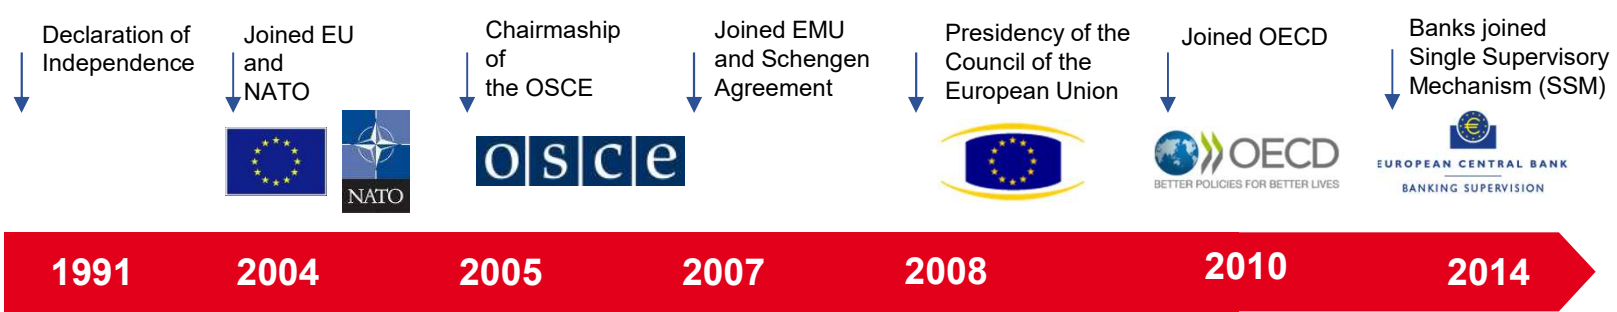 Declaration of
Independence
Joined EU
and
NATO
Chairmaship
of
the OSCE
Joined EMU
and Schengen
Agreement
Presidency of the
Council of the
European Union
Joined OECD
Banks joined
Single Supervisory
Mechanism (SSM)
NATO
o s c e
OECD
BETTER POLICIES FOR BETTER LIVES
€
EUROPEAN CENTRAL BANK
BANKING SUPERVISION
1991
2004
2005
2007
2008
2010
2014